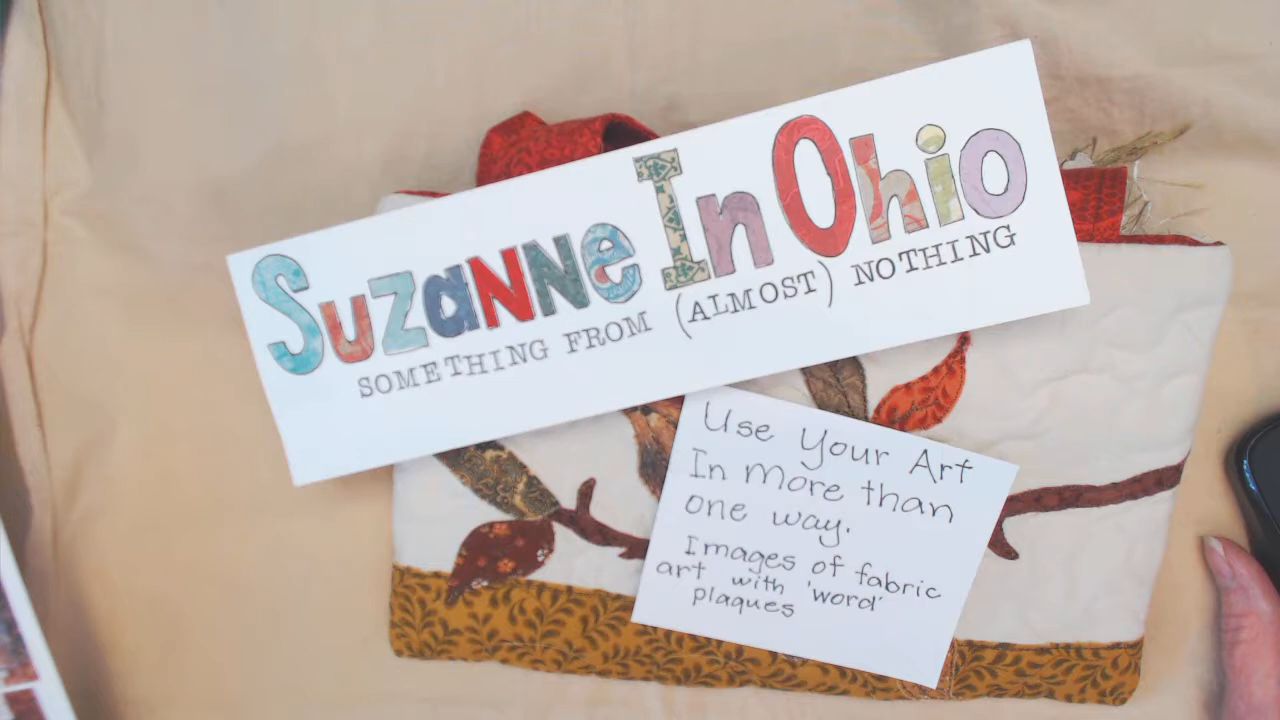 Suzanne In Ohio
SOMETHING FROM (ALMOST) NOTHING
Use Your Art
In more than
one way.
Images of fabric
art with 'word'
plaques